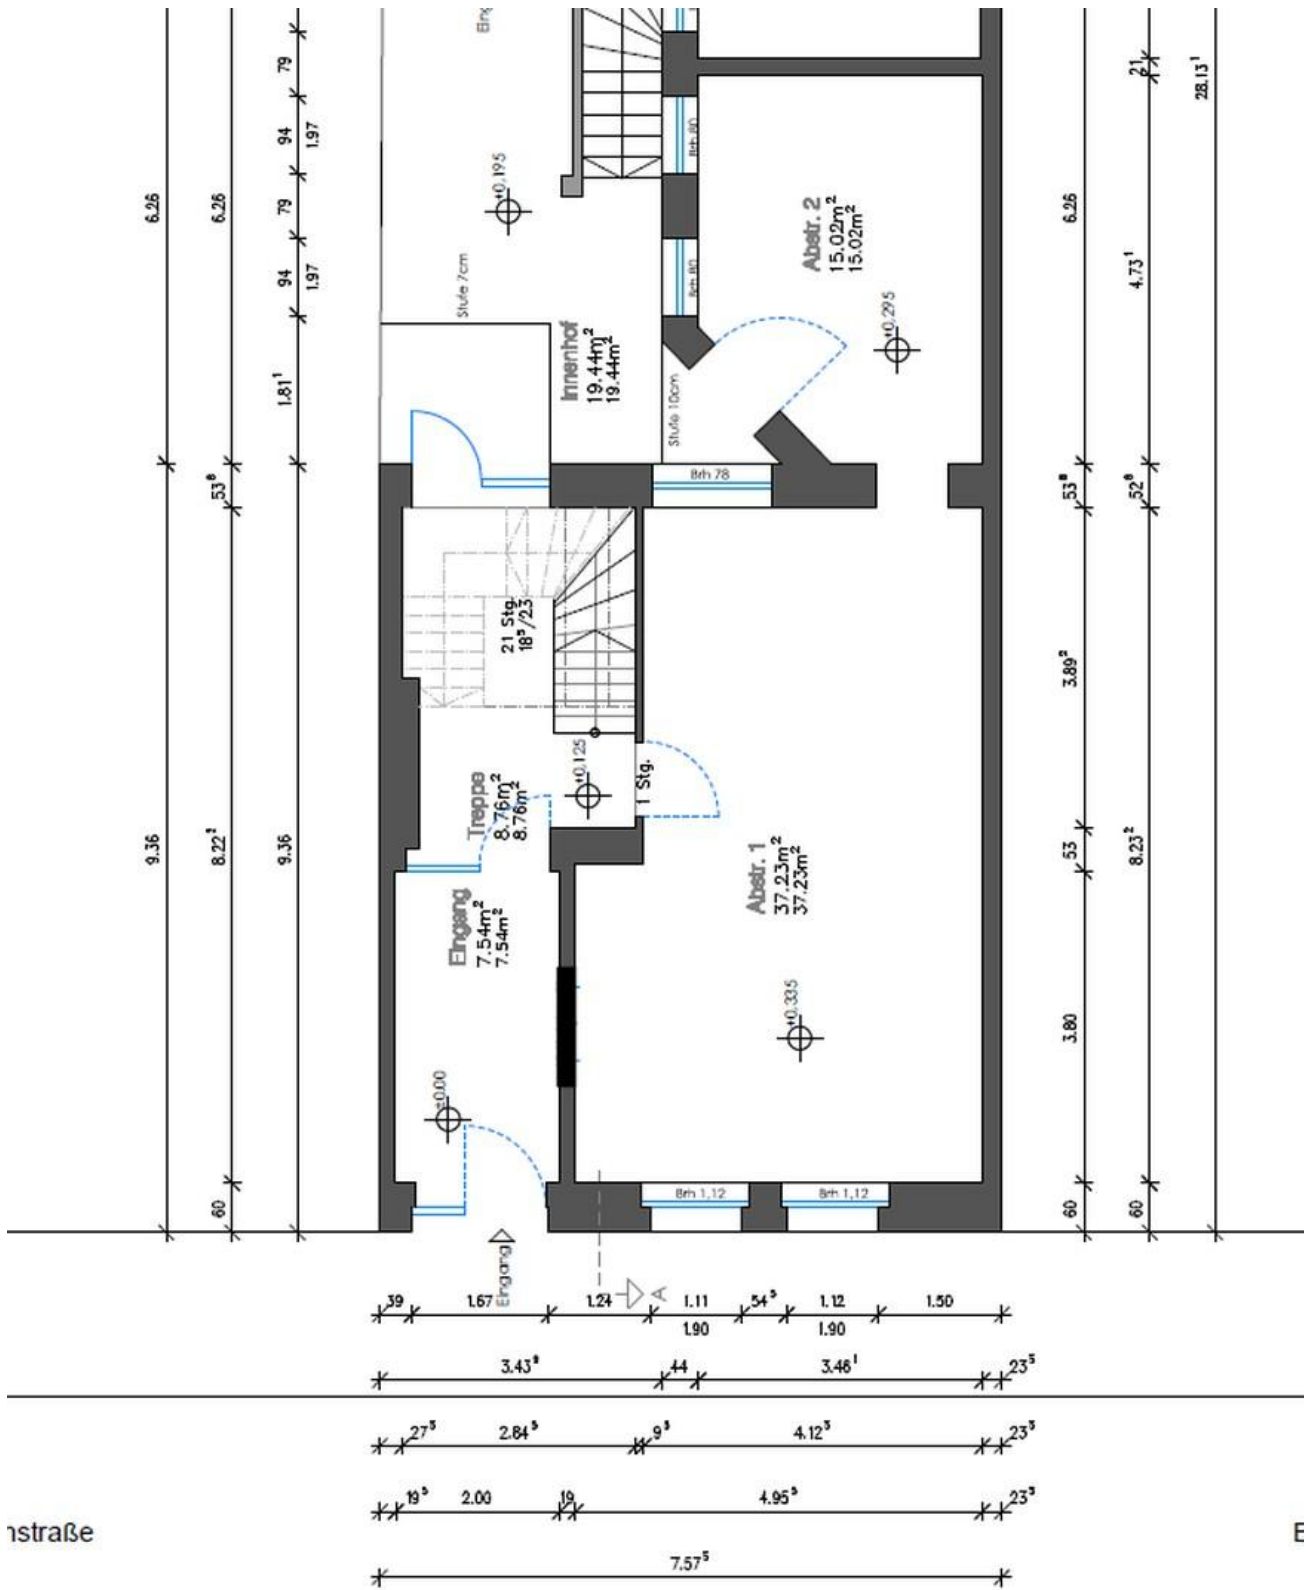 Eing
79
94
1.97
79
94
1.97
1.81¹
6.26
6.26
53⁸
9.36
8.22²
9.36
60
+0,195
Stufe 7cm
Innenhof
19.44m²
19.44m²
Brh 80
Brh 80
Stufe 10cm
Abstr. 2
15.02m²
15.02m²
+0,295
Brh 78
21 Stg.
18⁵/23
+0,125
1 Stg.
Treppe
8.76m²
8.76m²
Eingang
7.54m²
7.54m²
Abstr. 1
37.23m²
37.23m²
+0,335
±0.00
Brh 1,12
Brh 1,12
Eingang
A
21
28.13¹
6.26
4.73¹
53⁸
52⁸
3.89²
53
8.23²
3.80
60
60
39 1.67 1.24 1.11 54⁵ 1.12 1.50
1.90 1.90
3.43⁹ 44 3.46¹ 23⁵
27⁵ 2.84⁵ 9⁵ 4.12⁵ 23⁵
19⁵ 2.00 19 4.95⁵ 23⁵
7.57⁵
nstraße
E